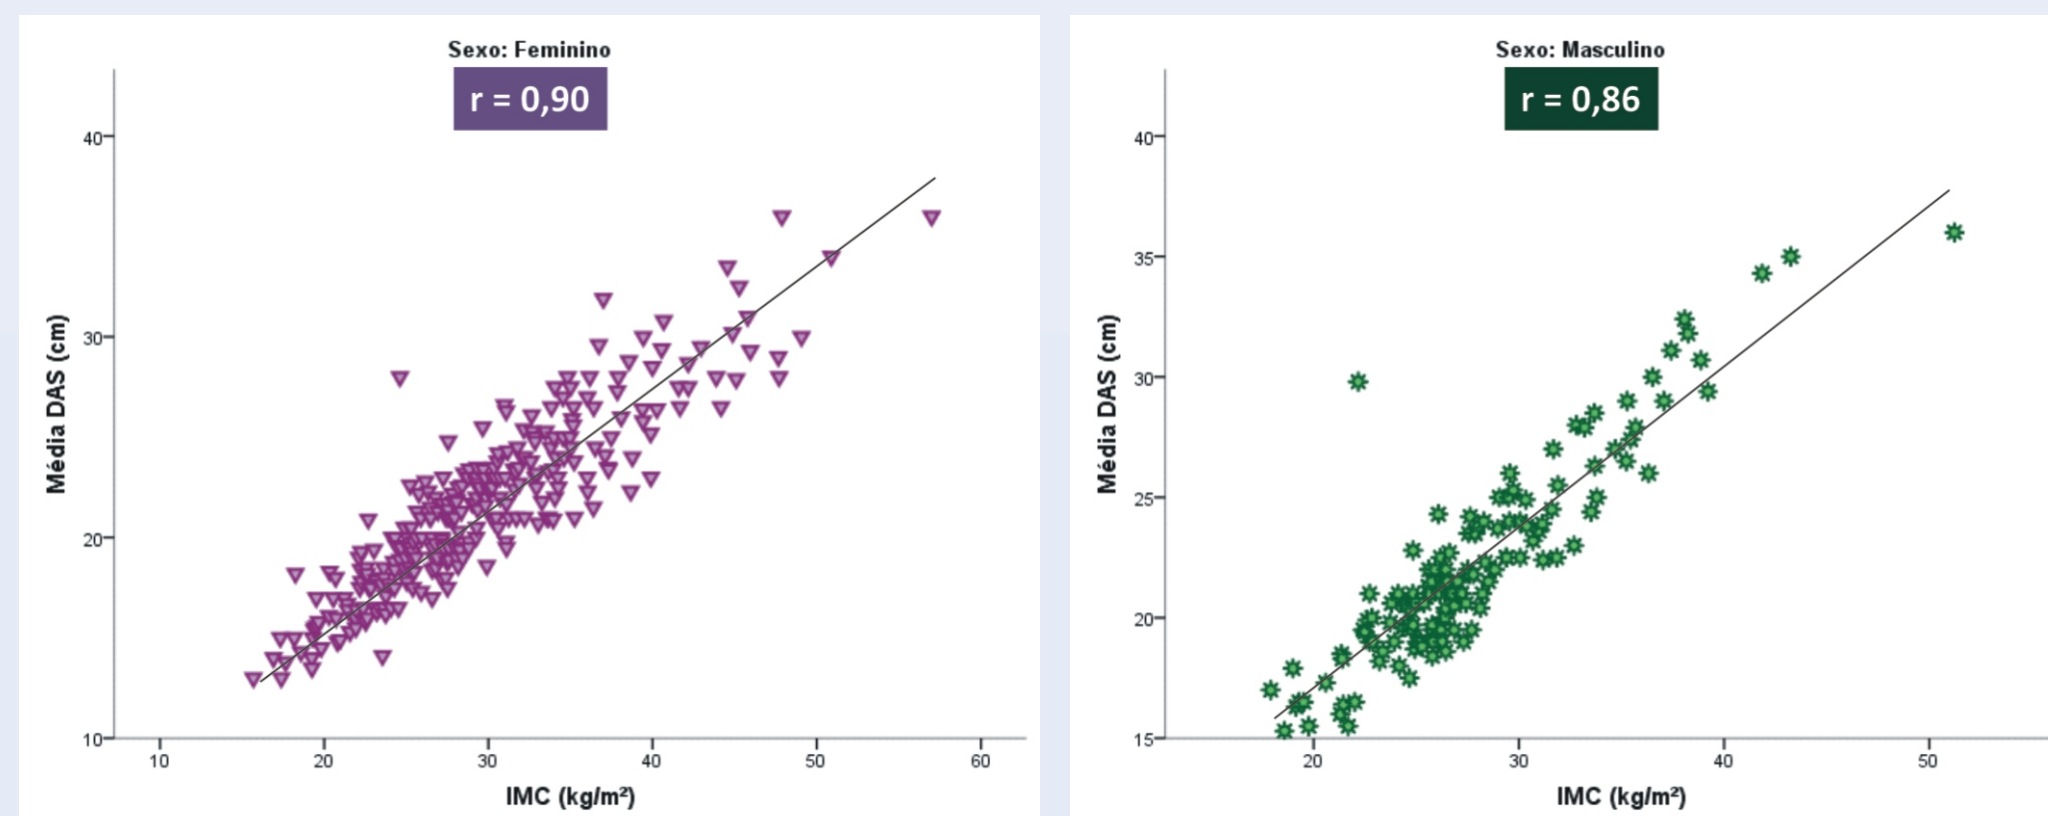 Sexo: Feminino
r = 0,90
Média DAS (cm)
40
30
20
10
10 20 30 40 50 60
IMC (kg/m²)
Sexo: Masculino
r = 0,86
Média DAS (cm)
40
35
30
25
20
15
20 30 40 50
IMC (kg/m²)